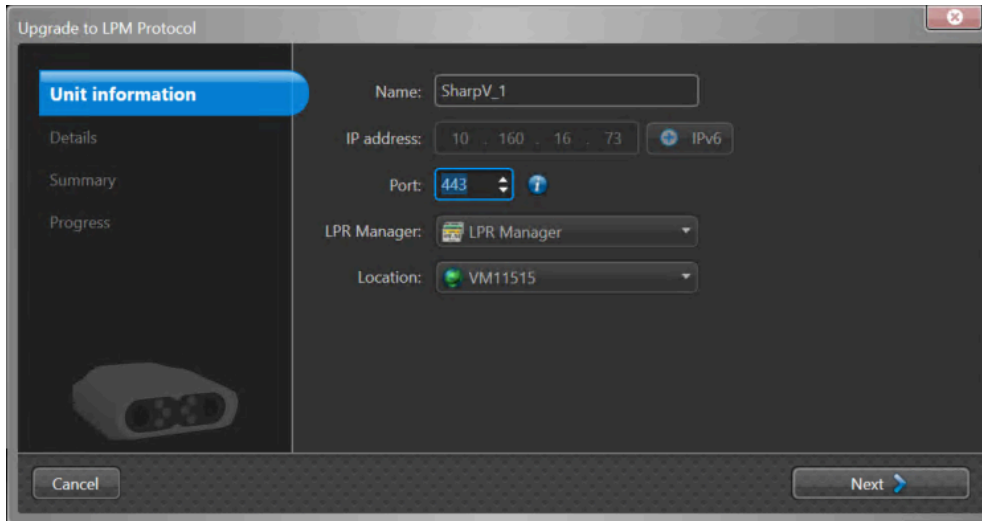 Upgrade to LPM Protocol
Unit information
Details
Summary
Progress
Name: SharpV_1
IP address: 10 . 160 . 16 . 73 IPv6
Port: 443
LPR Manager: LPR Manager
Location: VM11515
Cancel
Next